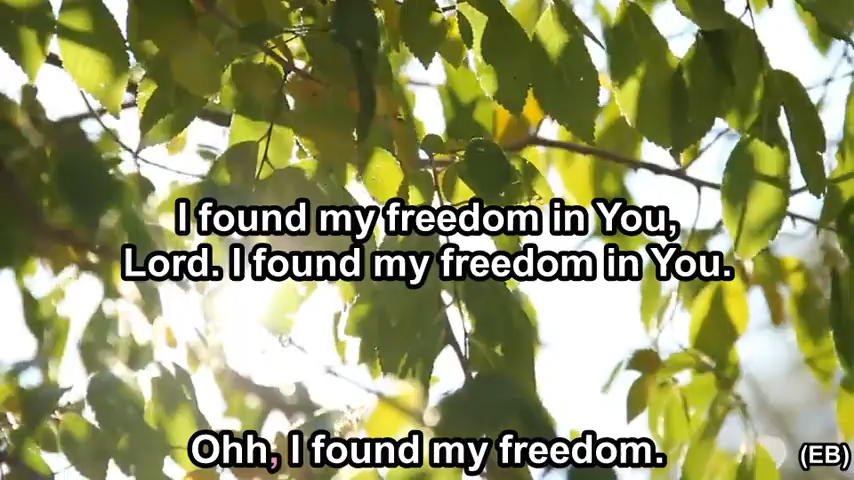 I found my freedom in You,
Lord. I found my freedom in You.
Ohh, I found my freedom.
(EB)